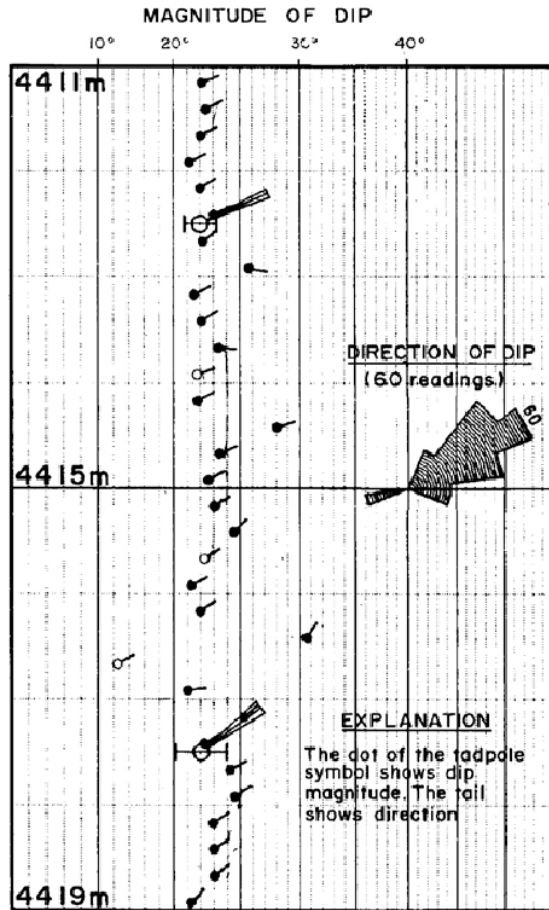 MAGNITUDE OF DIP
10° 20° 30° 40°
4411m
DIRECTION OF DIP
(60 readings)
60
4415m
EXPLANATION
The dot of the tadpole
symbol shows dip
magnitude. The tail
shows direction
4419m